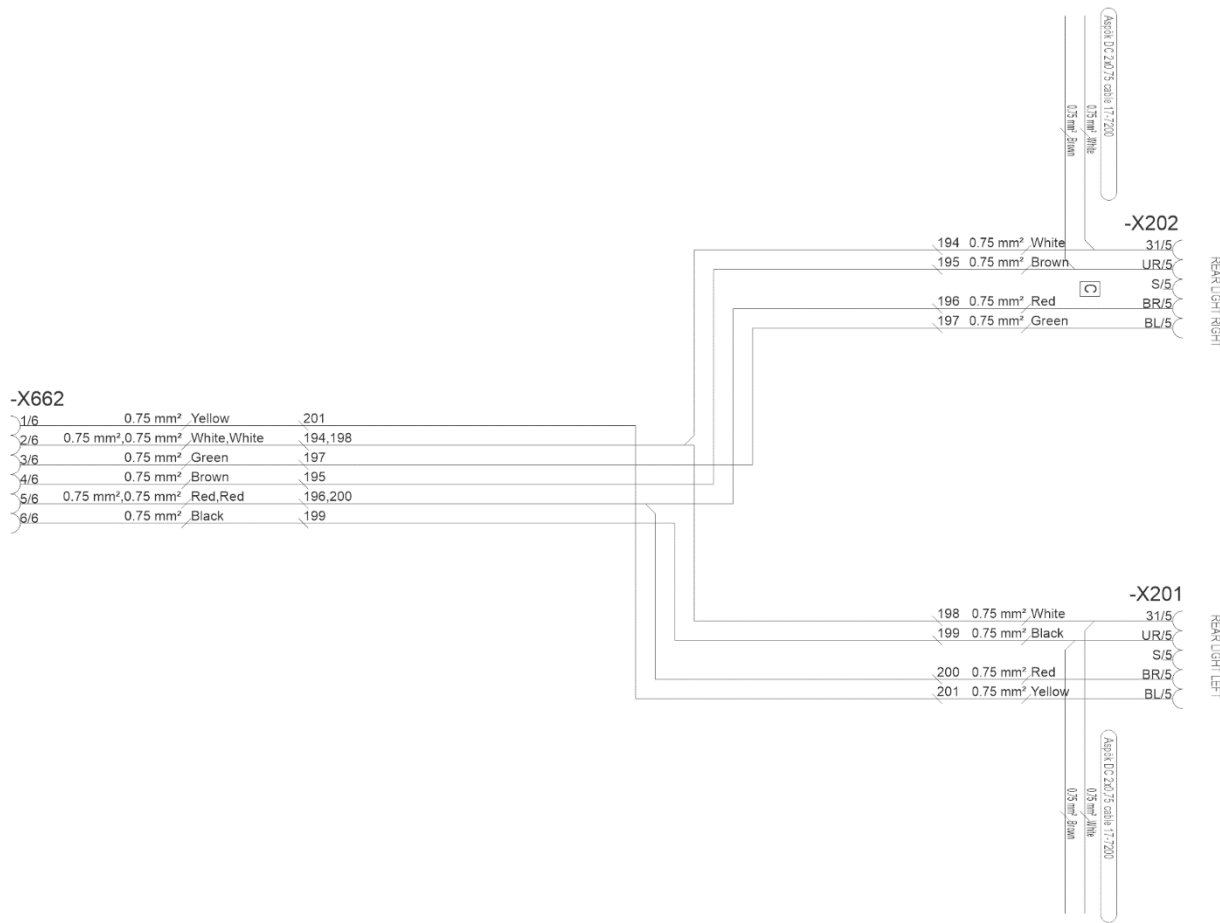 Aspök DC 2x0,75 cable 17-7200
0.75 mm² White
0.75 mm² Brown
-X202
194 0.75 mm² White 31/5
195 0.75 mm² Brown UR/5
C S/5
196 0.75 mm² Red BR/5
197 0.75 mm² Green BL/5
REAR LIGHT RIGHT
-X662
1/6 0.75 mm² Yellow 201
2/6 0.75 mm²,0.75 mm² White,White 194,198
3/6 0.75 mm² Green 197
4/6 0.75 mm² Brown 195
5/6 0.75 mm²,0.75 mm² Red,Red 196,200
6/6 0.75 mm² Black 199
-X201
198 0.75 mm² White 31/5
199 0.75 mm² Black UR/5
S/5
200 0.75 mm² Red BR/5
201 0.75 mm² Yellow BL/5
REAR LIGHT LEFT
Aspök DC 2x0,75 cable 17-7200
0.75 mm² White
0.75 mm² Brown